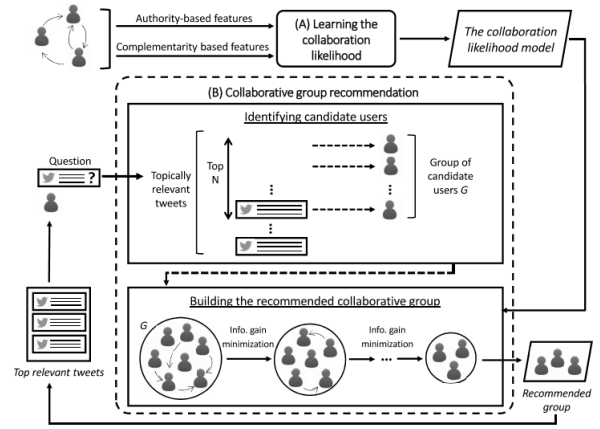 Authority-based features
Complementarity based features
(A) Learning the
collaboration
likelihood
The collaboration
likelihood model
(B) Collaborative group recommendation
Identifying candidate users
Question
?
Topically
relevant
tweets
Top
N
Group of
candidate
users G
Building the recommended collaborative group
G
Info. gain
minimization
Info. gain
minimization
Top relevant tweets
Recommended
group